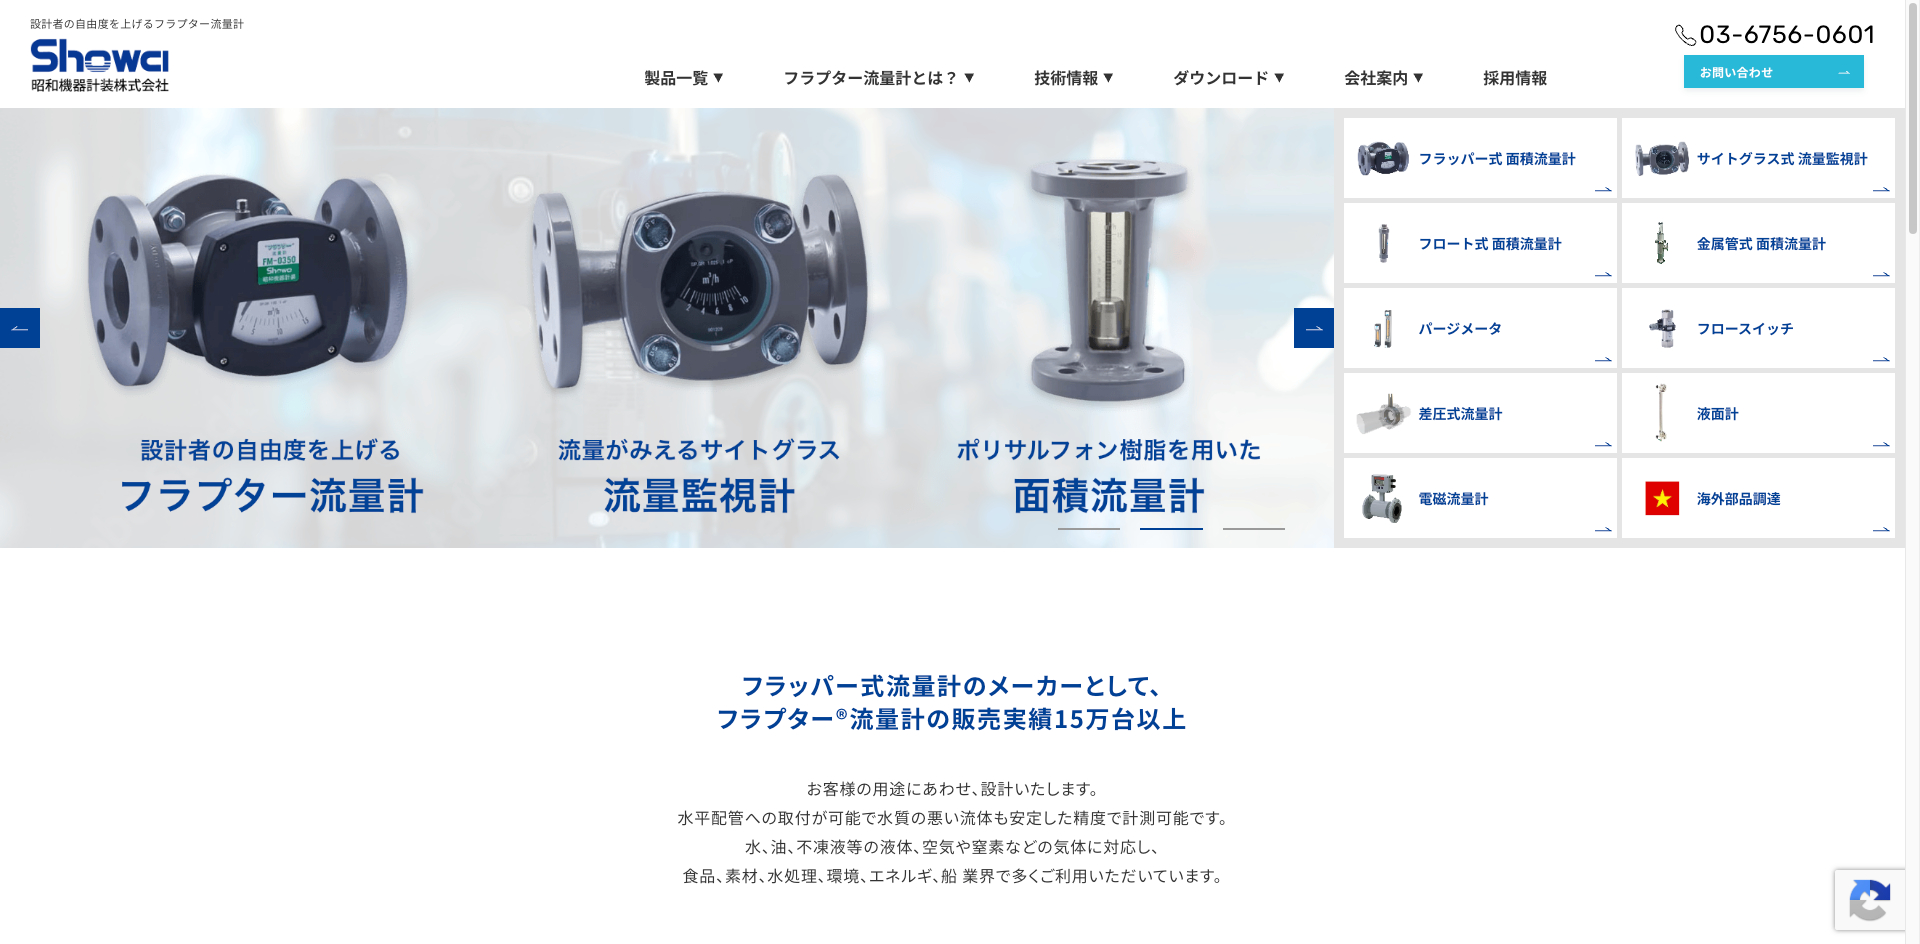 設計者の自由度を上げるフラプター流量計
Showa
昭和機器計装株式会社
製品一覧 ▼
フラプター流量計とは？ ▼
技術情報 ▼
ダウンロード ▼
会社案内 ▼
採用情報
03-6756-0601
お問い合わせ
FM-0350
Showa
m³/h
m³/h
設計者の自由度を上げる
フラプター流量計
流量がみえるサイトグラス
流量監視計
ポリサルフォン樹脂を用いた
面積流量計
フラッパー式 面積流量計
サイトグラス式 流量監視計
フロート式 面積流量計
金属管式 面積流量計
パージメータ
フロースイッチ
差圧式流量計
液面計
電磁流量計
海外部品調達
フラッパー式流量計のメーカーとして、
フラプター®流量計の販売実績15万台以上
お客様の用途にあわせ、設計いたします。
水平配管への取付が可能で水質の悪い流体も安定した精度で計測可能です。
水、油、不凍液等の液体、空気や窒素などの気体に対応し、
食品、素材、水処理、環境、エネルギ、船 業界で多くご利用いただいています。